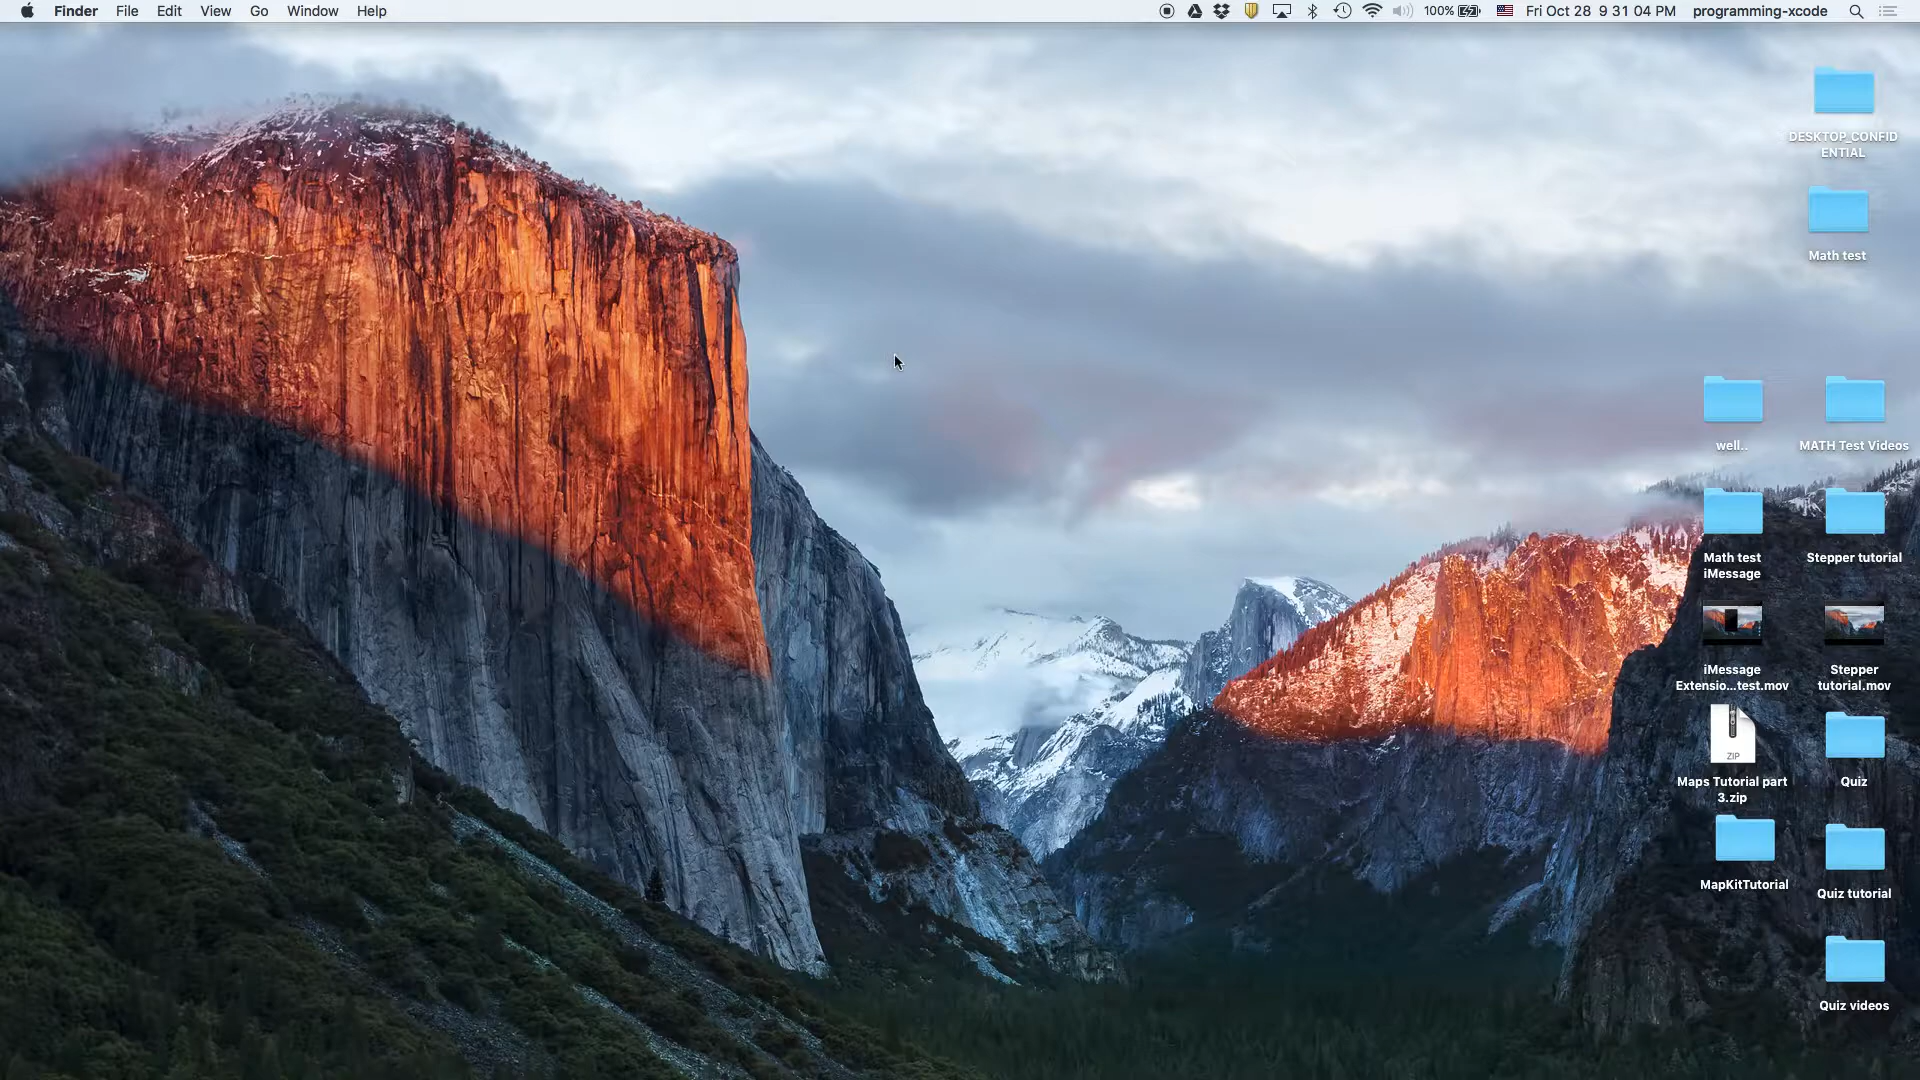 Finder File Edit View Go Window Help 100% Fri Oct 28 9 31 04 PM programming-xcode
DESKTOP_CONFID
ENTIAL
Math test
well..
MATH Test Videos
Math test
iMessage
Stepper tutorial
iMessage
Extensio...test.mov
Stepper
tutorial.mov
ZIP
Maps Tutorial part
3.zip
Quiz
MapKitTutorial
Quiz tutorial
Quiz videos